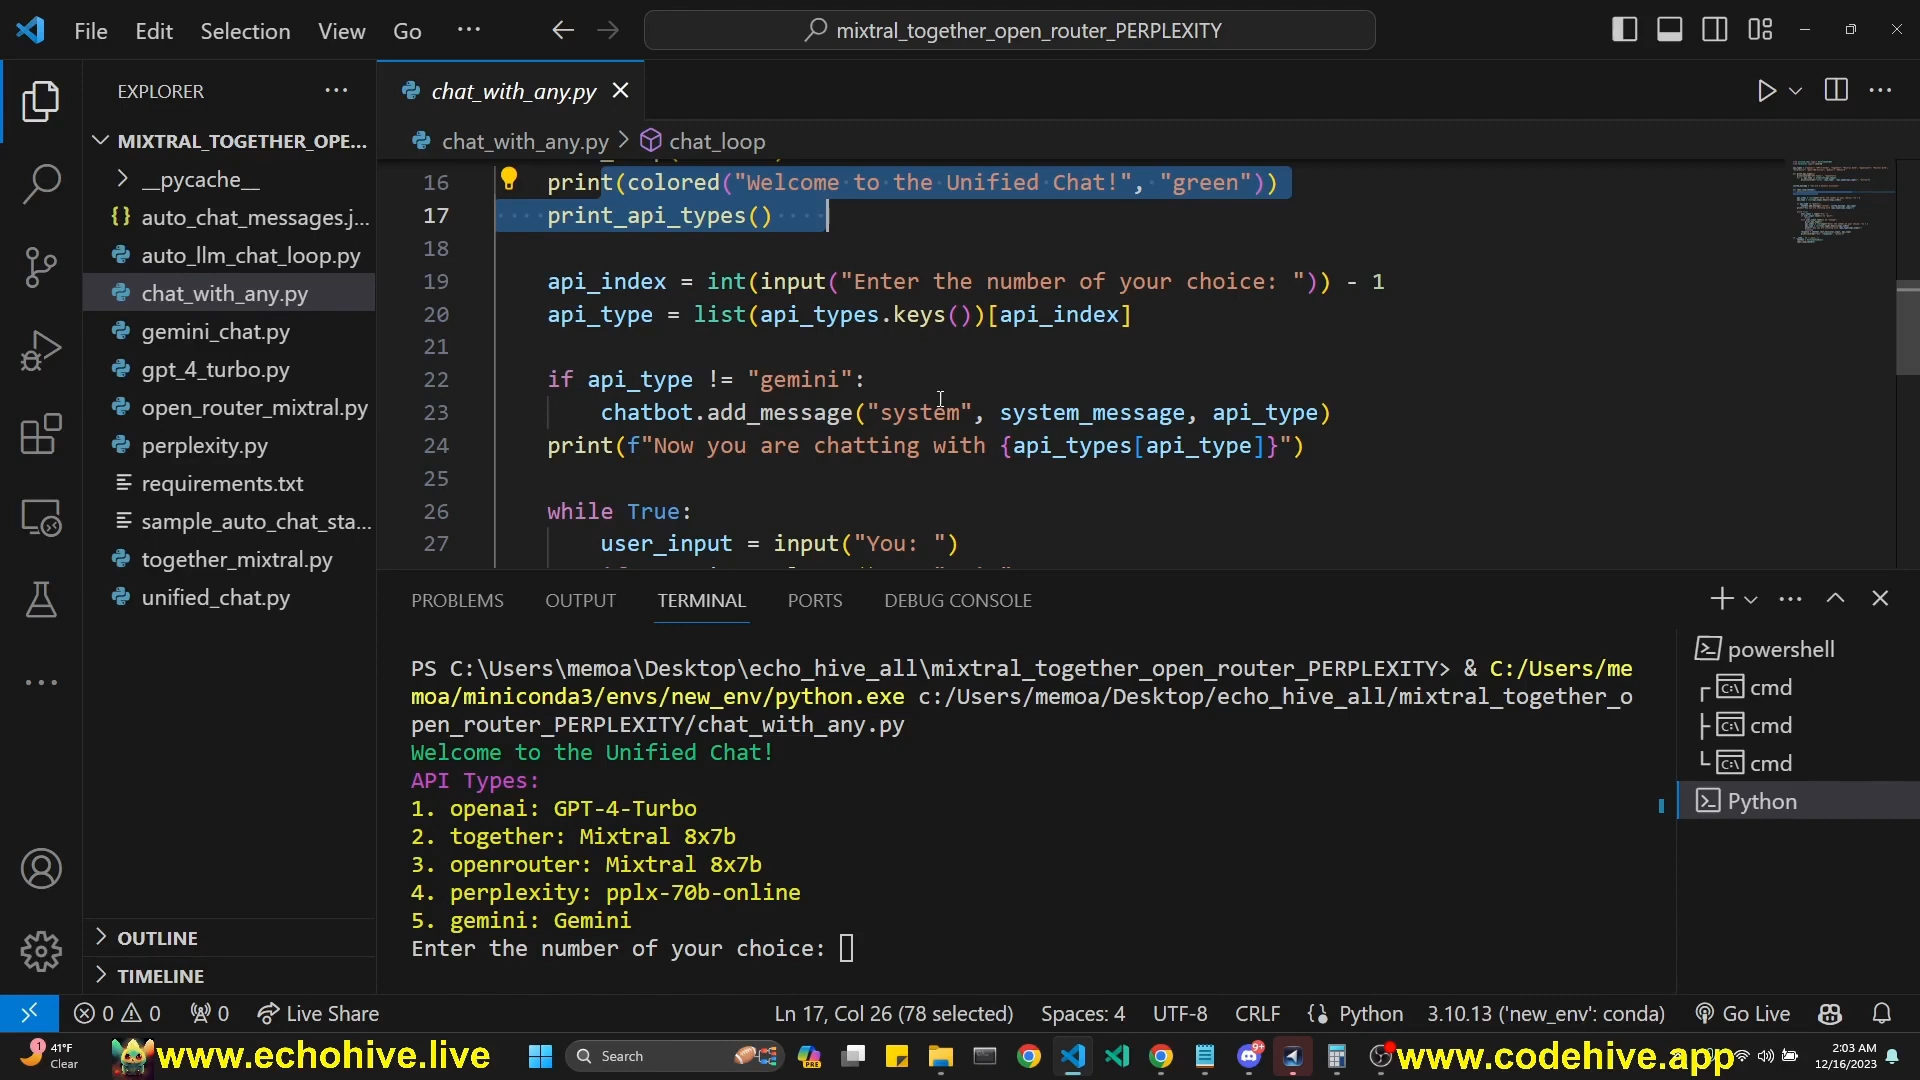 File Edit Selection View Go ··· mixtral_together_open_router_PERPLEXITY
EXPLORER ···
chat_with_any.py
MIXTRAL_TOGETHER_OPE...
chat_with_any.py > chat_loop
__pycache__
auto_chat_messages.j...
auto_llm_chat_loop.py
chat_with_any.py
gemini_chat.py
gpt_4_turbo.py
open_router_mixtral.py
perplexity.py
requirements.txt
sample_auto_chat_sta...
together_mixtral.py
unified_chat.py
OUTLINE
TIMELINE
16 print(colored("Welcome to the Unified Chat!", "green"))
17 print_api_types()
18
19 api_index = int(input("Enter the number of your choice: ")) - 1
20 api_type = list(api_types.keys())[api_index]
21
22 if api_type != "gemini":
23 chatbot.add_message("system", system_message, api_type)
24 print(f"Now you are chatting with {api_types[api_type]}")
25
26 while True:
27 user_input = input("You: ")
PROBLEMS OUTPUT TERMINAL PORTS DEBUG CONSOLE
PS C:\Users\memoa\Desktop\echo_hive_all\mixtral_together_open_router_PERPLEXITY> & C:/Users/me
moa/miniconda3/envs/new_env/python.exe c:/Users/memoa/Desktop/echo_hive_all/mixtral_together_o
pen_router_PERPLEXITY/chat_with_any.py
Welcome to the Unified Chat!
API Types:
1. openai: GPT-4-Turbo
2. together: Mixtral 8x7b
3. openrouter: Mixtral 8x7b
4. perplexity: pplx-70b-online
5. gemini: Gemini
Enter the number of your choice:
powershell
cmd
cmd
cmd
Python
0 0 0 Live Share Ln 17, Col 26 (78 selected) Spaces: 4 UTF-8 CRLF Python 3.10.13 ('new_env': conda) Go Live
1 41°F
Clear
www.echohive.live
Search
PRE
9+
www.codehive.app
2:03 AM
12/16/2023